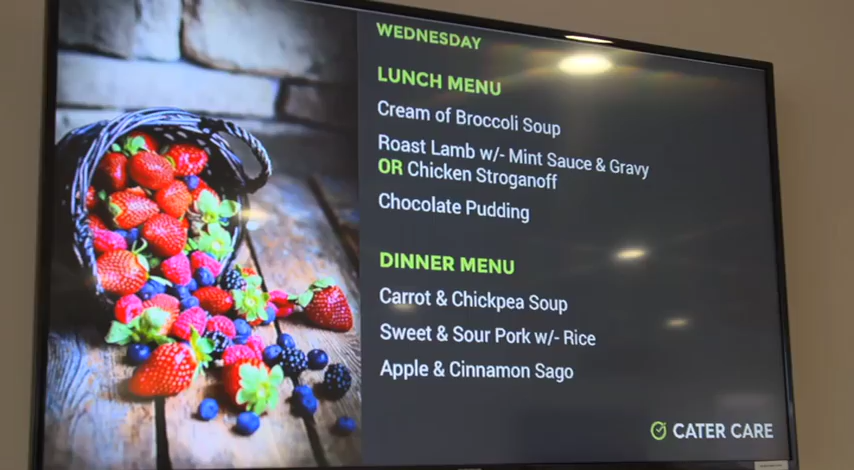 WEDNESDAY
LUNCH MENU
Cream of Broccoli Soup
Roast Lamb w/- Mint Sauce & Gravy
OR Chicken Stroganoff
Chocolate Pudding
DINNER MENU
Carrot & Chickpea Soup
Sweet & Sour Pork w/- Rice
Apple & Cinnamon Sago
CATER CARE